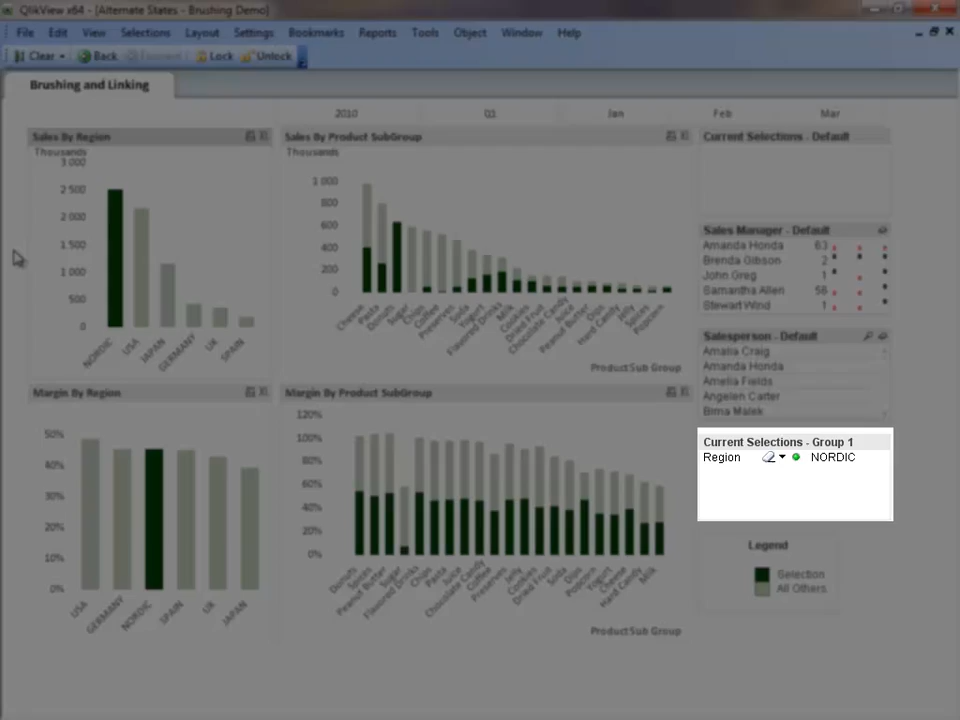 QlikView x64 - [Alternate States - Brushing Demo]
File Edit View Selections Layout Settings Bookmarks Reports Tools Object Window Help
Clear Back Forward Lock Unlock
Brushing and Linking
2010 Q1 Jan Feb Mar
Sales By Region
Thousands
3 000
2 500
2 000
1 500
1 000
500
0
NORDIC USA JAPAN GERMANY UK SPAIN
Sales By Product SubGroup
Thousands
1 000
800
600
400
200
0
Cheese Pasta Donuts Sugar Chips Coffee Preserves Soda Yogurt Flavored Drinks Milk Cookies Dried Fruit Chocolate Candy Juice Peanut Butter Dips Hard Candy Jelly Spices Popcorn
Product Sub Group
Current Selections - Default
Sales Manager - Default
Amanda Honda 63
Brenda Gibson 2
John Greg 1
Samantha Allen 56
Stewart Wind 1
Salesperson - Default
Amalia Craig
Amanda Honda
Amelia Fields
Angelen Carter
Birna Malek
Margin By Region
50%
40%
30%
20%
10%
0%
USA GERMANY NORDIC SPAIN UK JAPAN
Margin By Product SubGroup
120%
100%
80%
60%
40%
20%
0%
Donuts Spices Peanut Butter Sugar Flavored Drinks Chips Pasta Juice Chocolate Candy Coffee Preserves Jelly Cookies Dried Fruit Soda Dips Popcorn Yogurt Cheese Hard Candy Milk
Product Sub Group
Current Selections - Group 1
Region NORDIC
Legend
Selection
All Others